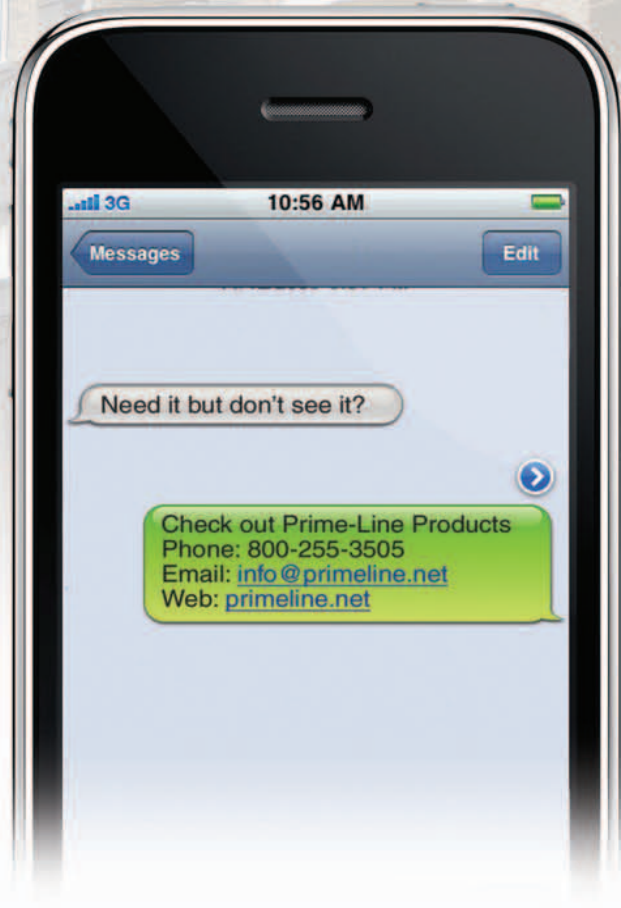 3G 10:56 AM
Messages Edit
Need it but don't see it?
Check out Prime-Line Products
Phone: 800-255-3505
Email: info@primeline.net
Web: primeline.net